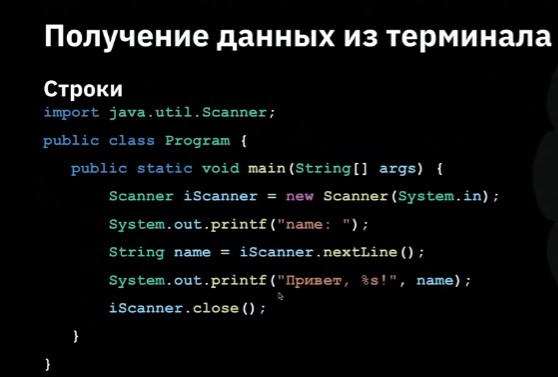 Получение данных из терминала
Строки
import java.util.Scanner;
public class Program {
public static void main(String[] args) {
Scanner iScanner = new Scanner(System.in);
System.out.printf("name: ");
String name = iScanner.nextLine();
System.out.printf("Привет, %s!", name);
iScanner.close();
}
}